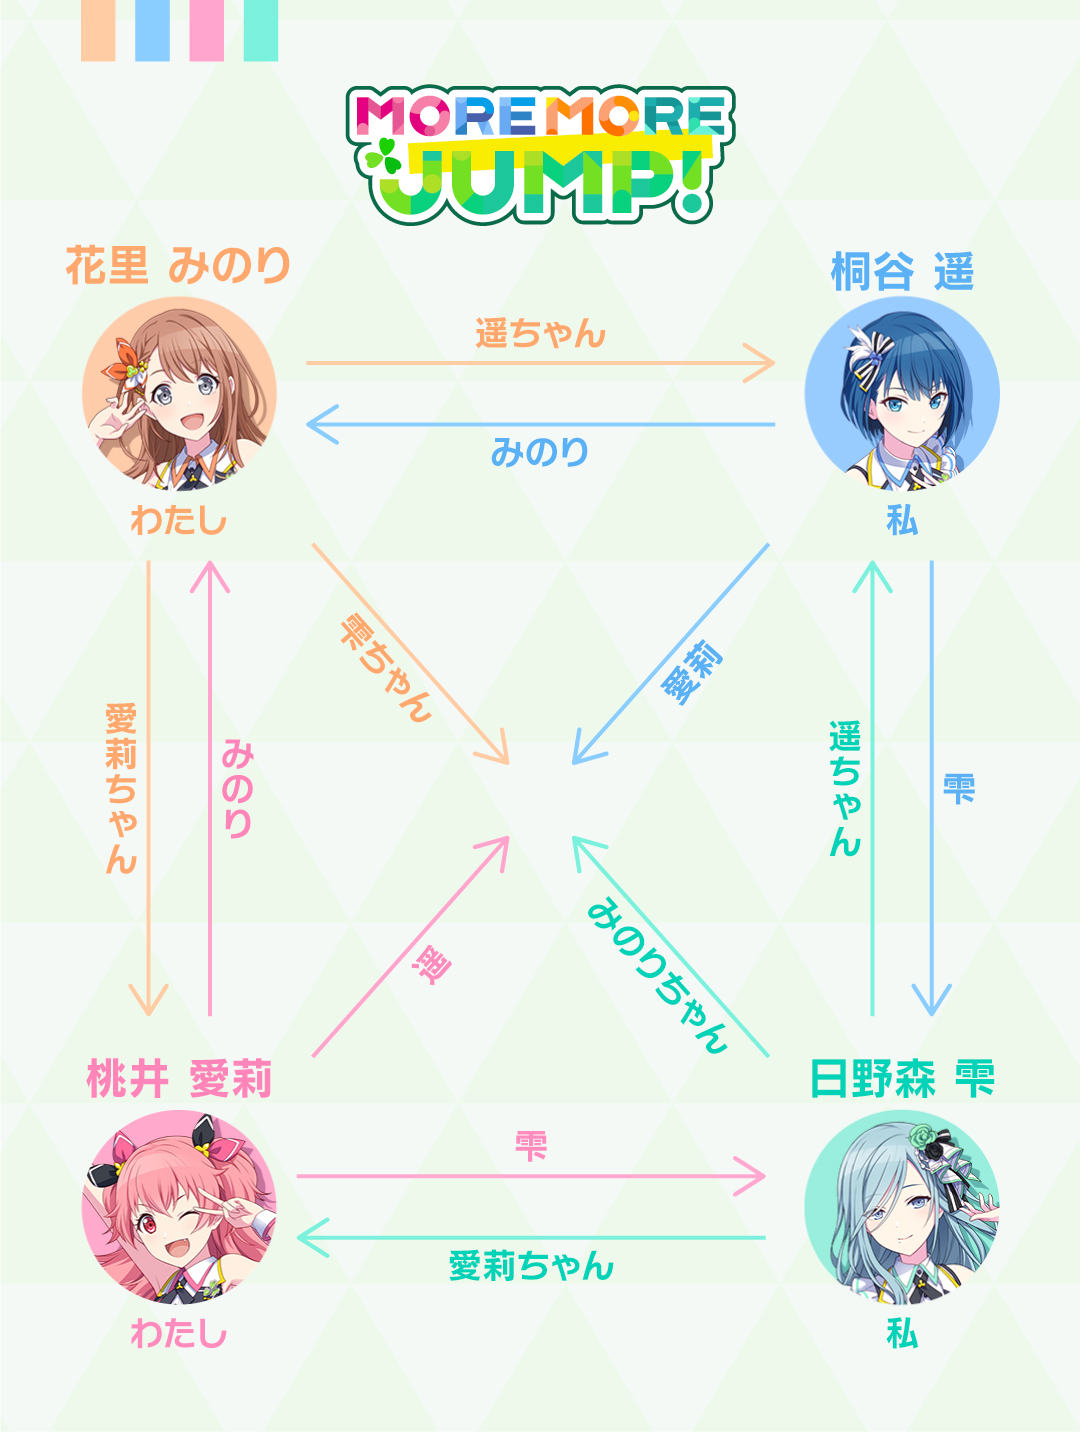 MORE MORE
JUMP!
花里 みのり
桐谷 遥
遥ちゃん
みのり
わたし
私
雫ちゃん
愛莉
愛莉ちゃん
みのり
遥ちゃん
雫
遥
みのりちゃん
桃井 愛莉
日野森 雫
雫
愛莉ちゃん
わたし
私